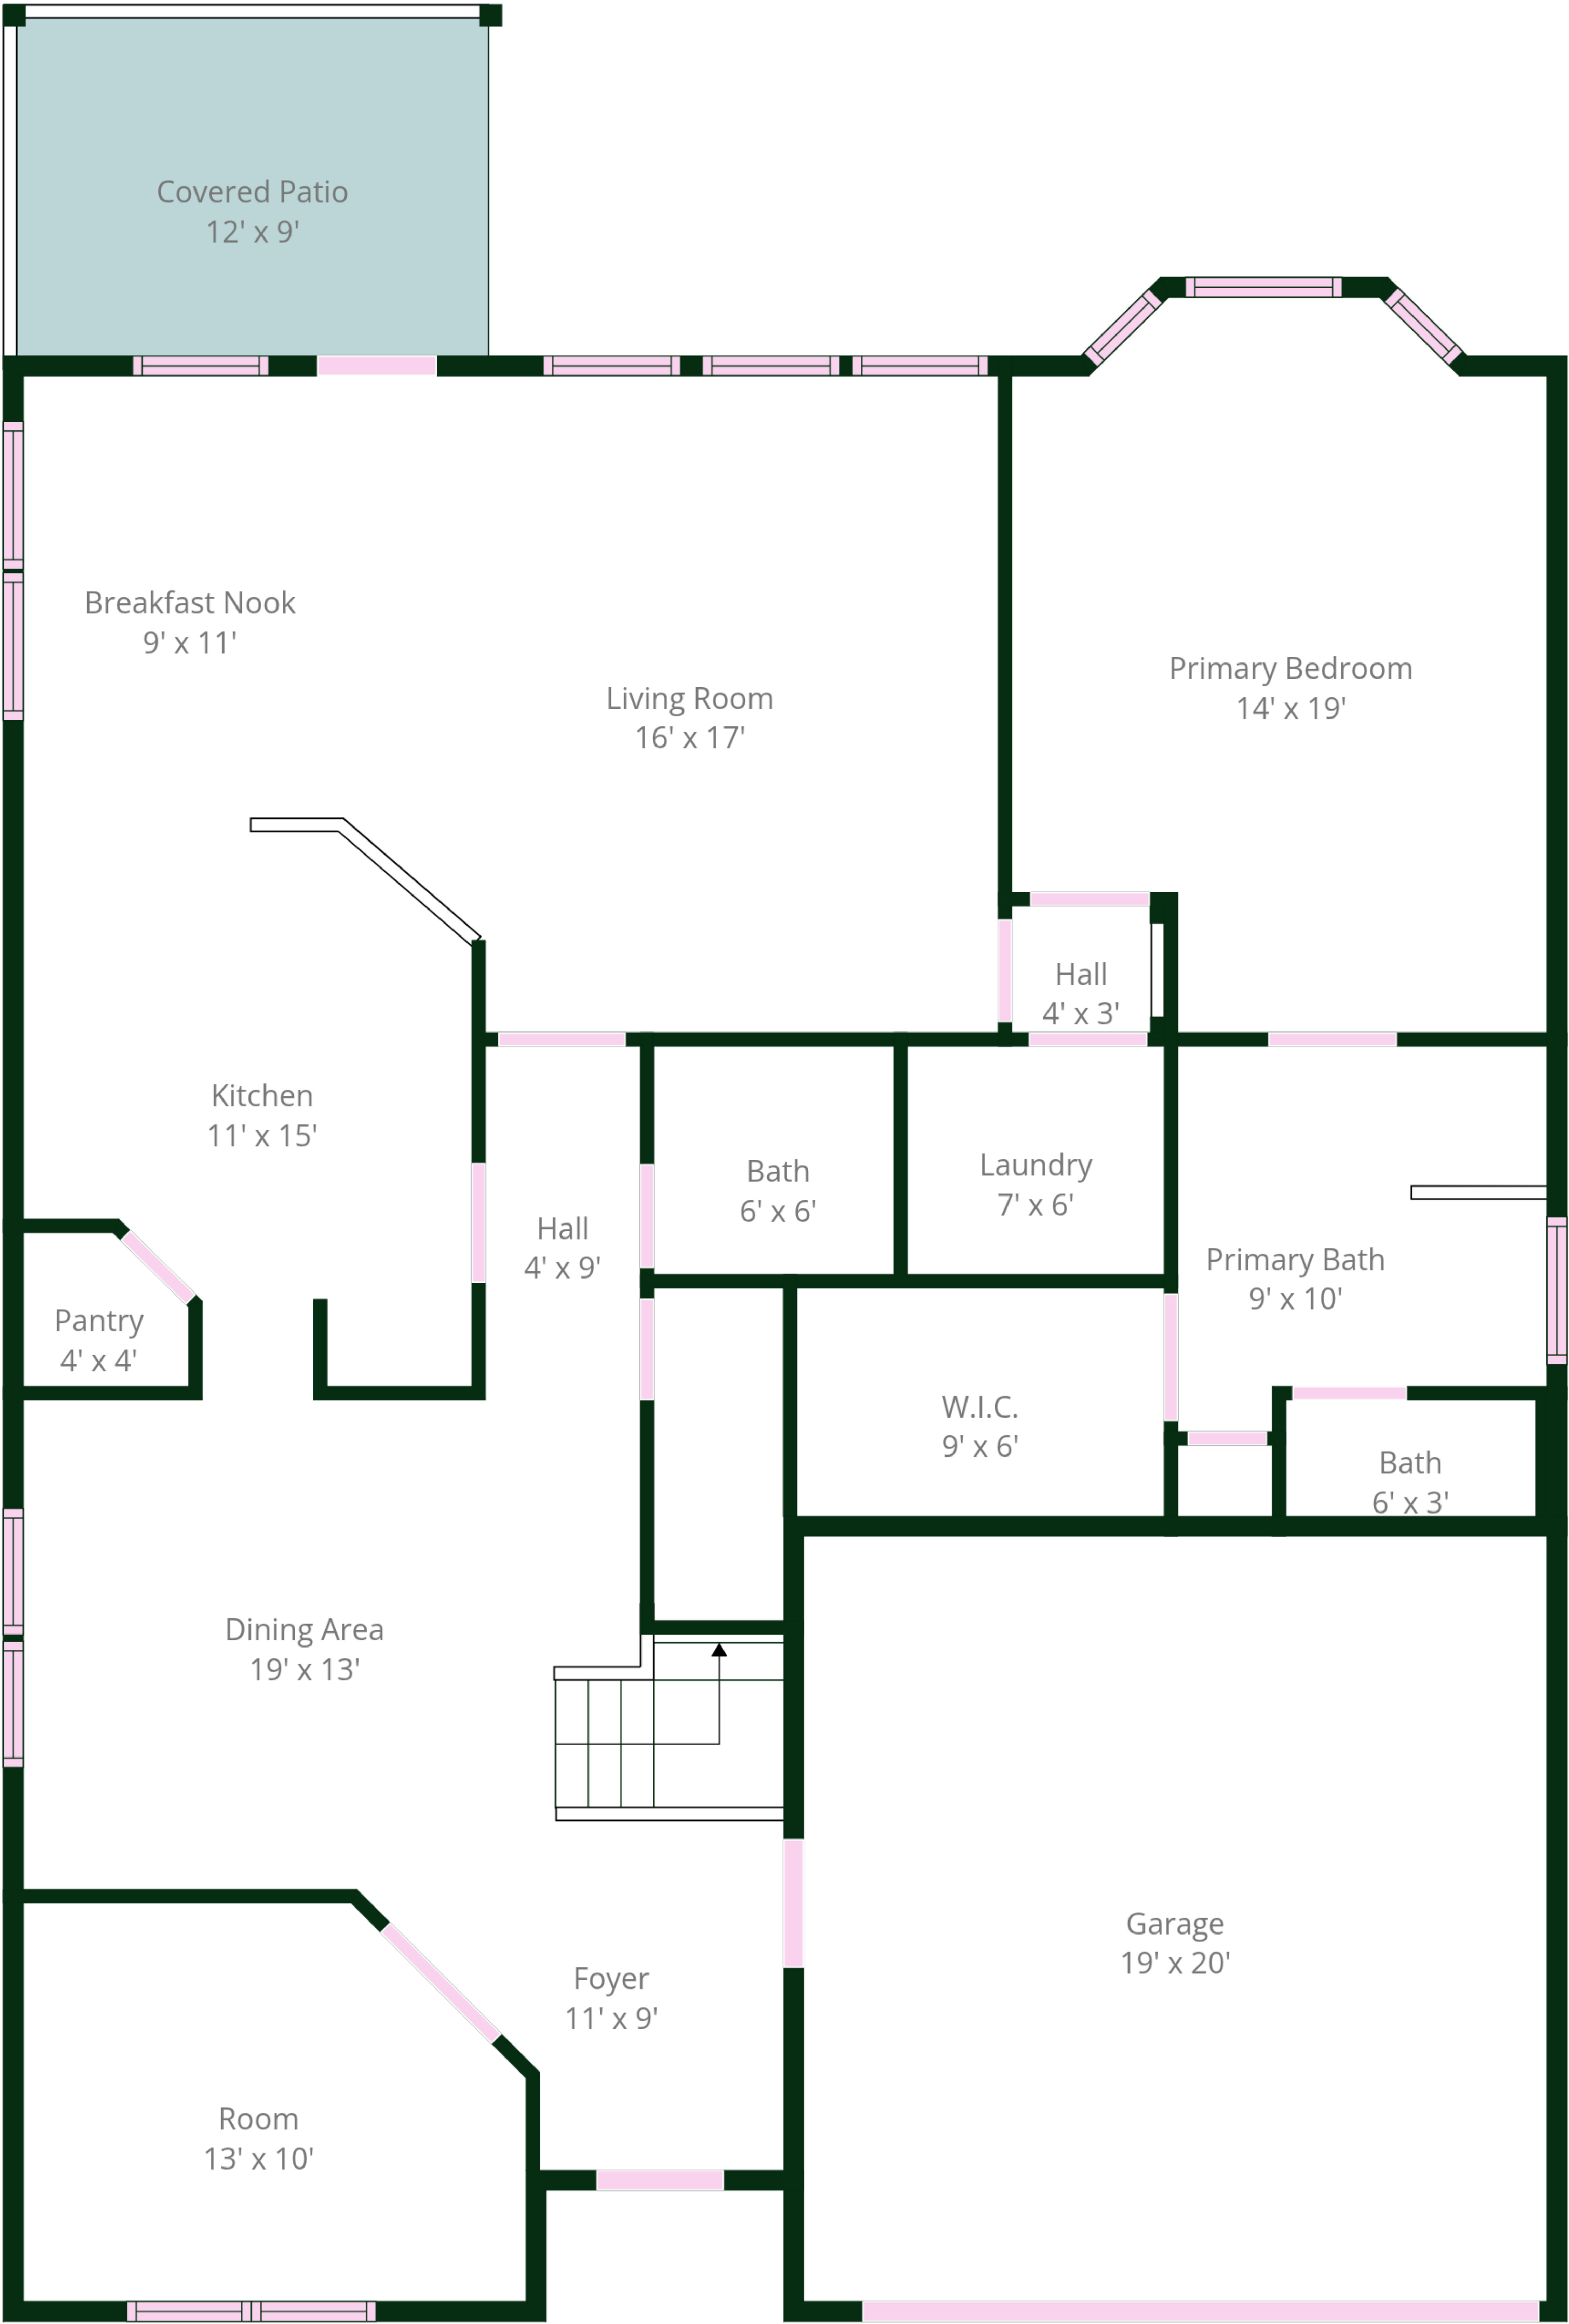 Covered Patio
12' x 9'
Breakfast Nook
9' x 11'
Living Room
16' x 17'
Primary Bedroom
14' x 19'
Hall
4' x 3'
Kitchen
11' x 15'
Hall
4' x 9'
Bath
6' x 6'
Laundry
7' x 6'
Primary Bath
9' x 10'
Pantry
4' x 4'
W.I.C.
9' x 6'
Bath
6' x 3'
Dining Area
19' x 13'
Garage
19' x 20'
Foyer
11' x 9'
Room
13' x 10'